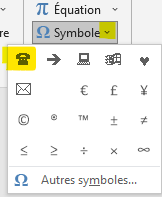 π Équation
Ω Symbole
☎ → 💻 ♥
✉ € £ ¥
© ® ™ ± ≠
≤ ≥ ÷ × ∞
Ω Autres symboles...